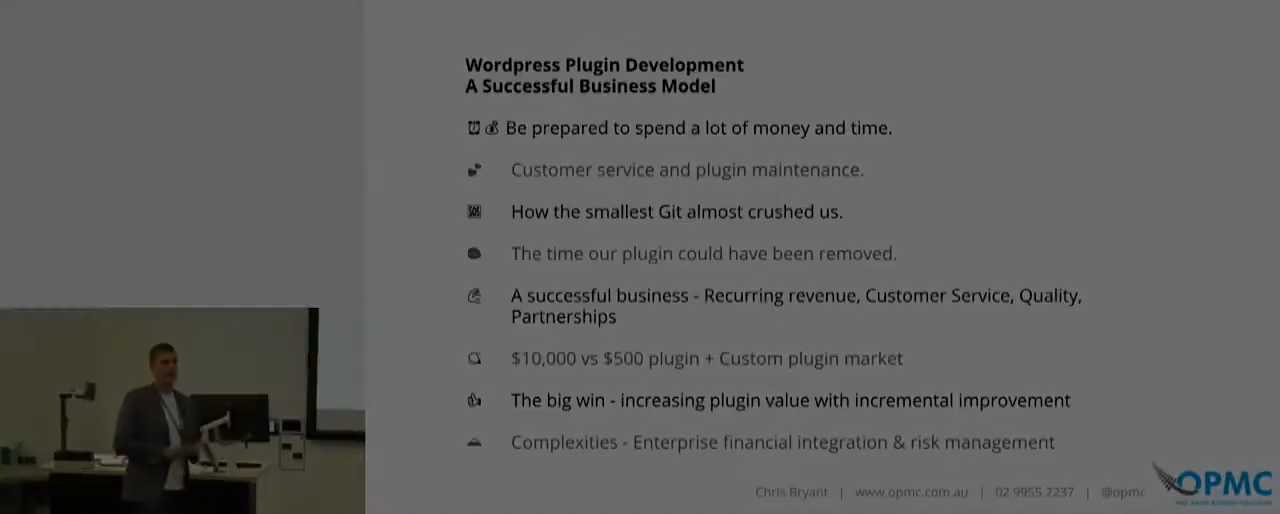 Wordpress Plugin Development
A Successful Business Model
Be prepared to spend a lot of money and time.
Customer service and plugin maintenance.
How the smallest Git almost crushed us.
The time our plugin could have been removed.
A successful business - Recurring revenue, Customer Service, Quality,
Partnerships
$10,000 vs $500 plugin + Custom plugin market
The big win - increasing plugin value with incremental improvement
Complexities - Enterprise financial integration & risk management
Chris Bryant | www.opmc.com.au | 02 9955 2237 | @opmc
OPMC